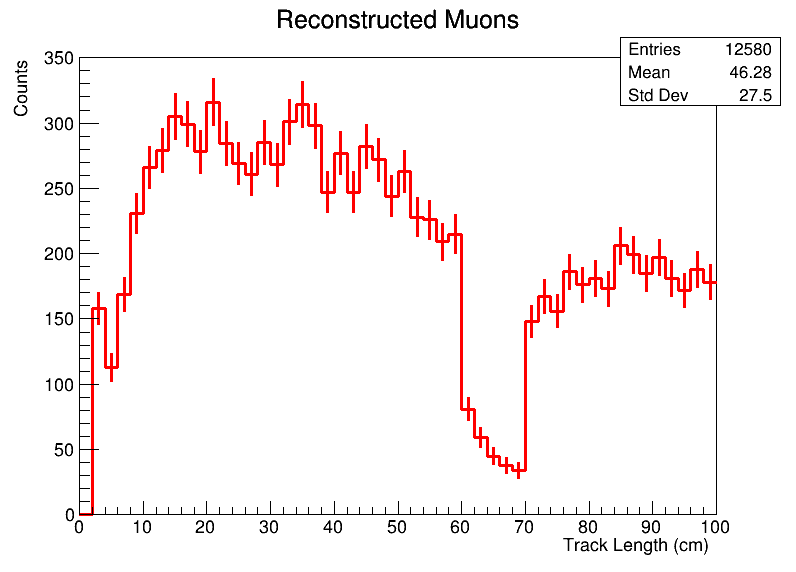 Reconstructed Muons
Entries 12580
Mean 46.28
Std Dev 27.5
Counts
350
300
250
200
150
100
50
0
0 10 20 30 40 50 60 70 80 90 100
Track Length (cm)